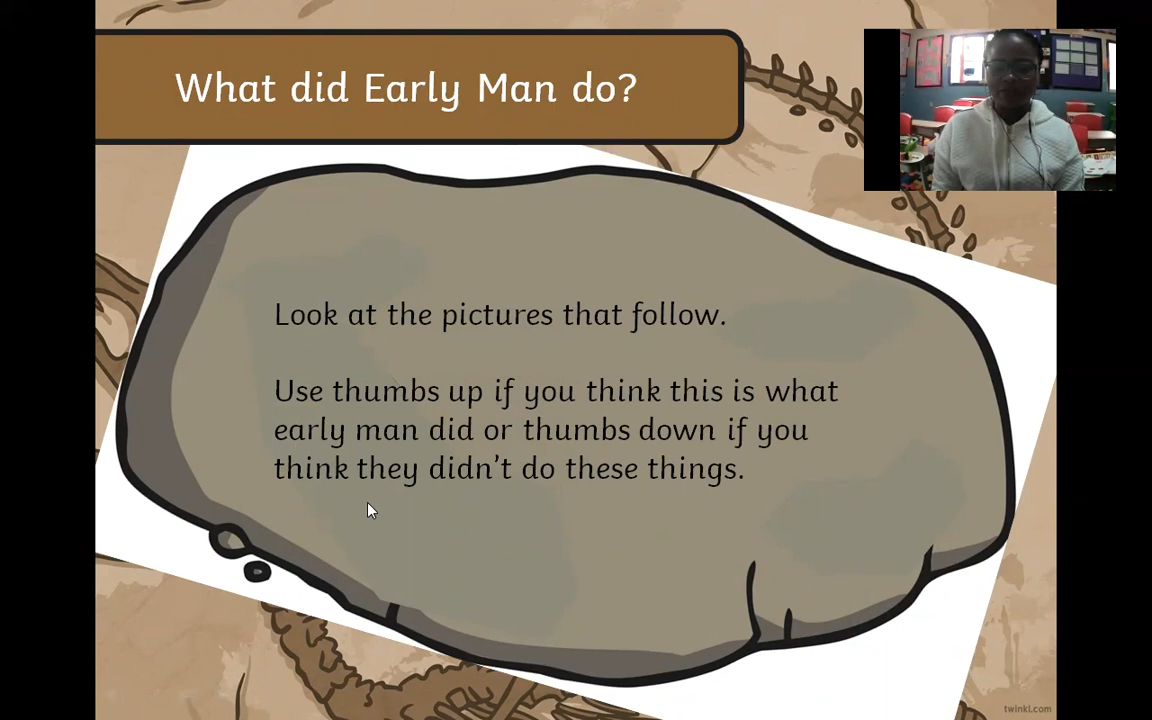 What did Early Man do?
Look at the pictures that follow.
Use thumbs up if you think this is what
early man did or thumbs down if you
think they didn't do these things.
twinkl.com